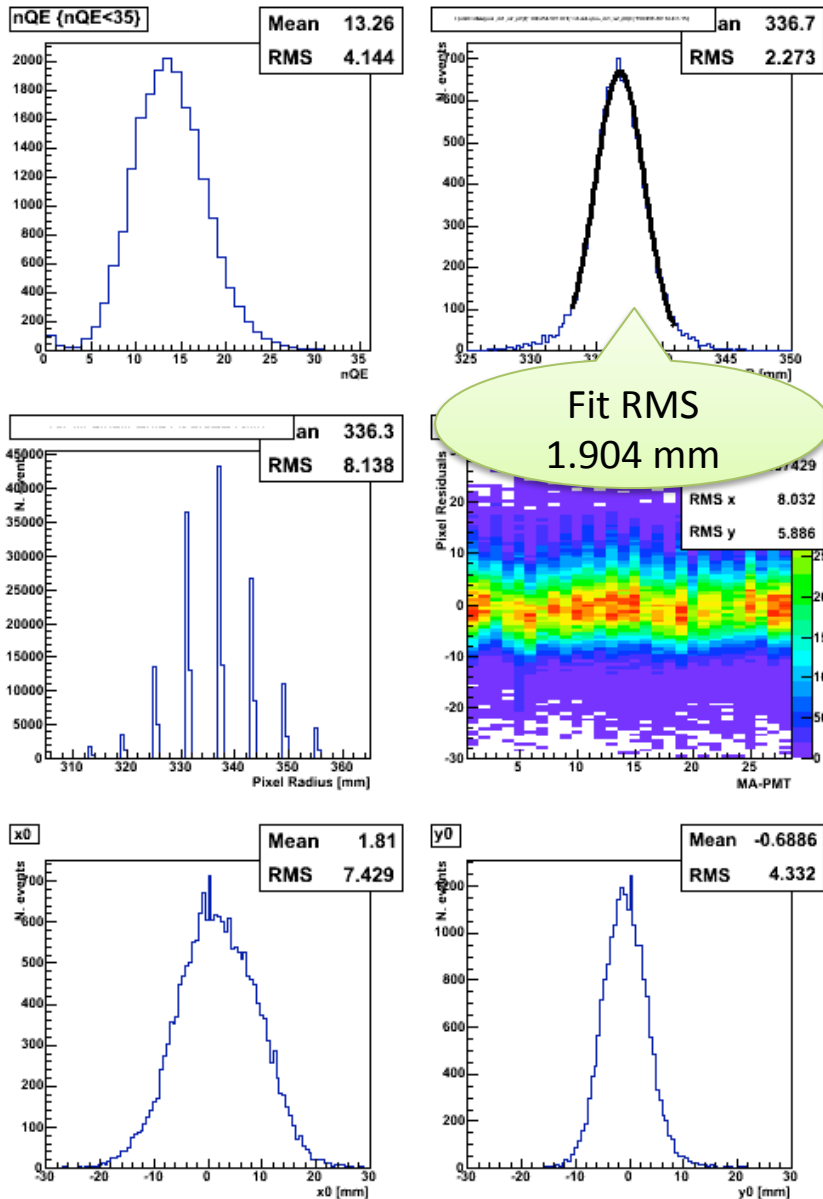 nQE {nQE<35}
Mean 13.26
RMS 4.144
2000
1800
1600
1400
1200
1000
800
600
400
200
0
0 5 10 15 20 25 30 35
nQE
336.7
RMS 2.273
N. events
700
600
500
400
300
200
100
0
325 330 345 350
[mm]
Fit RMS
1.904 mm
an 336.3
RMS 8.138
N. Event
45000
40000
35000
30000
25000
20000
15000
10000
5000
0
310 320 330 340 350 360
Pixel Radius [mm]
7429
RMS x 8.032
RMS y 5.886
Pixel Residuals
20
10
0
-10
-20
-30
5 10 15 20 25
MA-PMT
x0
Mean 1.81
RMS 7.429
N. events
700
600
500
400
300
200
100
0
-30 -20 -10 0 10 20 30
x0 [mm]
y0
Mean -0.6886
RMS 4.332
N. events
1200
1000
800
600
400
200
0
-30 -20 -10 0 10 20 30
y0 [mm]